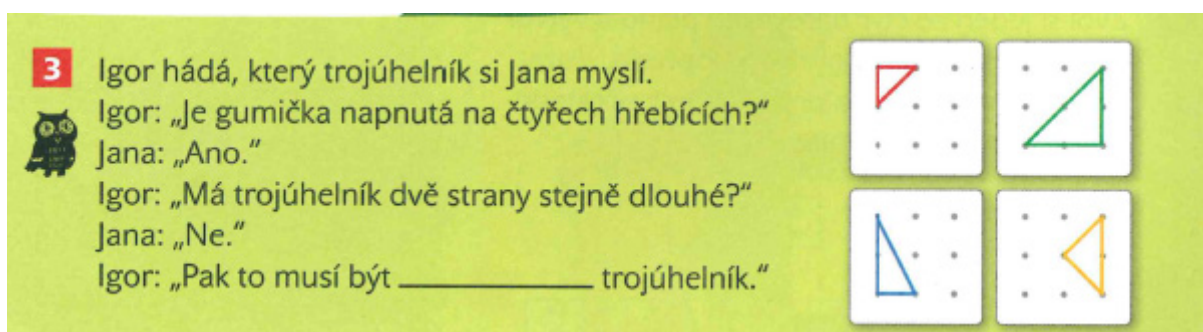 3 Igor hádá, který trojúhelník si Jana myslí.
Igor: „Je gumička napnutá na čtyřech hřebících?“
Jana: „Ano.“
Igor: „Má trojúhelník dvě strany stejně dlouhé?“
Jana: „Ne.“
Igor: „Pak to musí být ____________ trojúhelník.“